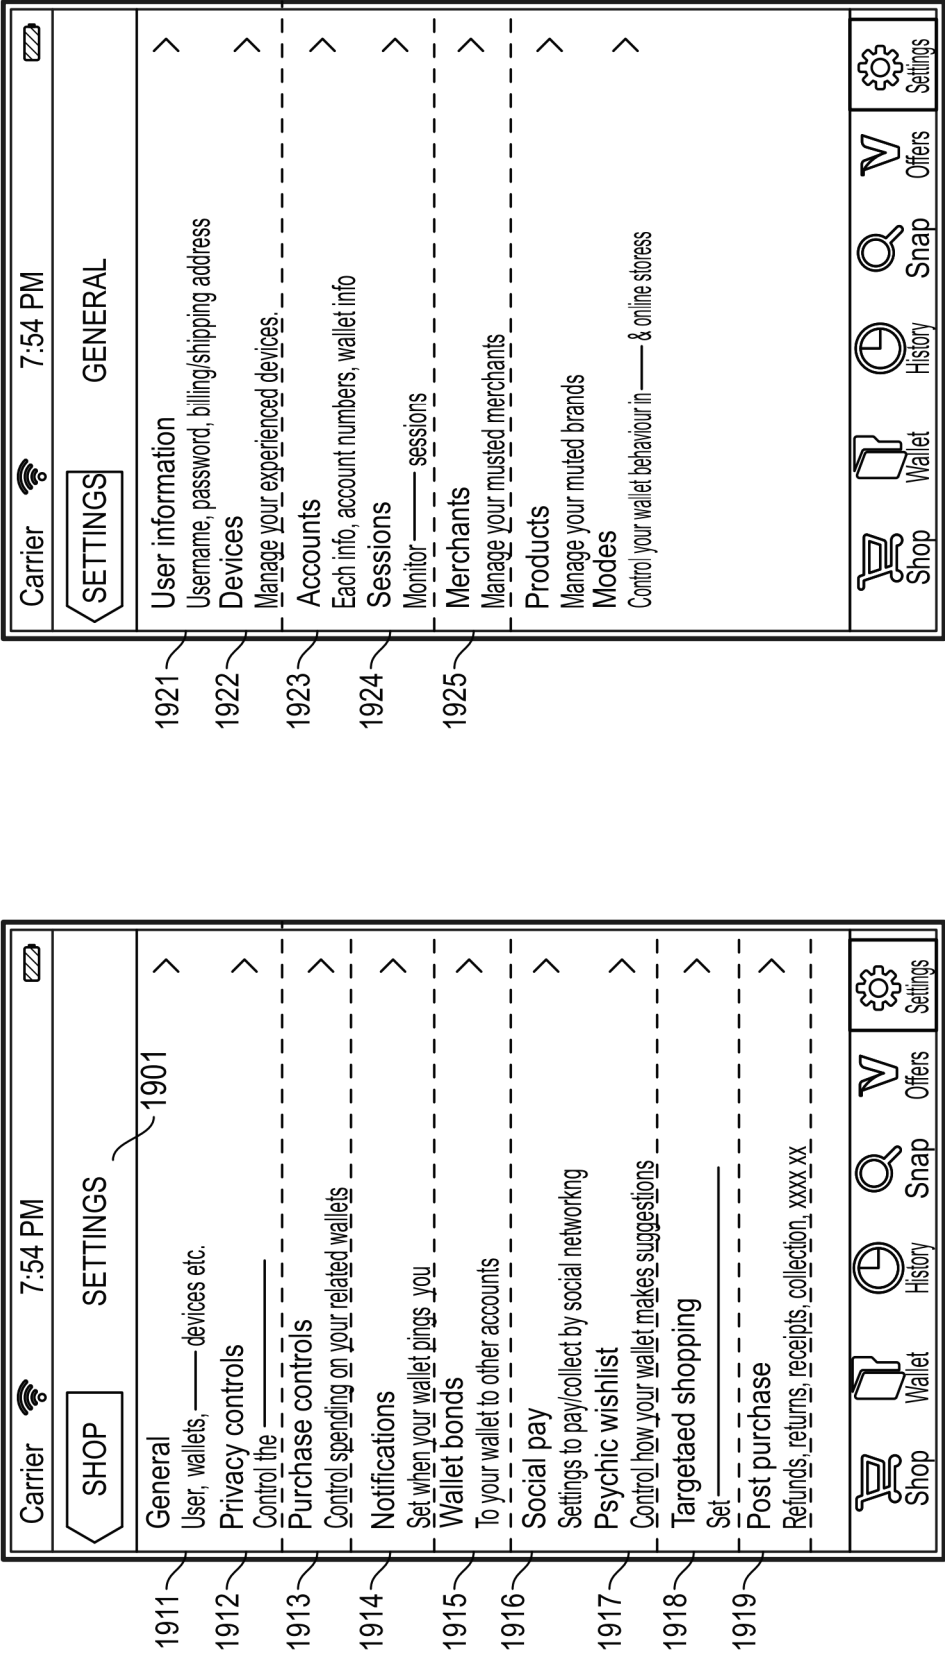 Carrier 7:54 PM
SHOP SETTINGS
1901
1911 General
User, wallets, —— devices etc.
1912 Privacy controls
Control the ——
1913 Purchase controls
Control spending on your related wallets
1914 Notifications
Set when your wallet pings you
1915 Wallet bonds
To your wallet to other accounts
1916 Social pay
Settings to pay/collect by social networkng
1917 Psychic wishlist
Control how your wallet makes suggestions
1918 Targetaed shopping
Set ——
1919 Post purchase
Refunds, returns, receipts, collection, xxxx xx
Shop Wallet History Snap Offers Settings
Carrier 7:54 PM
SETTINGS GENERAL
1921 User information
Username, password, billing/shipping address
1922 Devices
Manage your experienced devices.
1923 Accounts
Each info, account numbers, wallet info
1924 Sessions
Monitor —— sessions
1925 Merchants
Manage your musted merchants
Products
Manage your muted brands
Modes
Control your wallet behaviour in —— & online storess
Shop Wallet History Snap Offers Settings